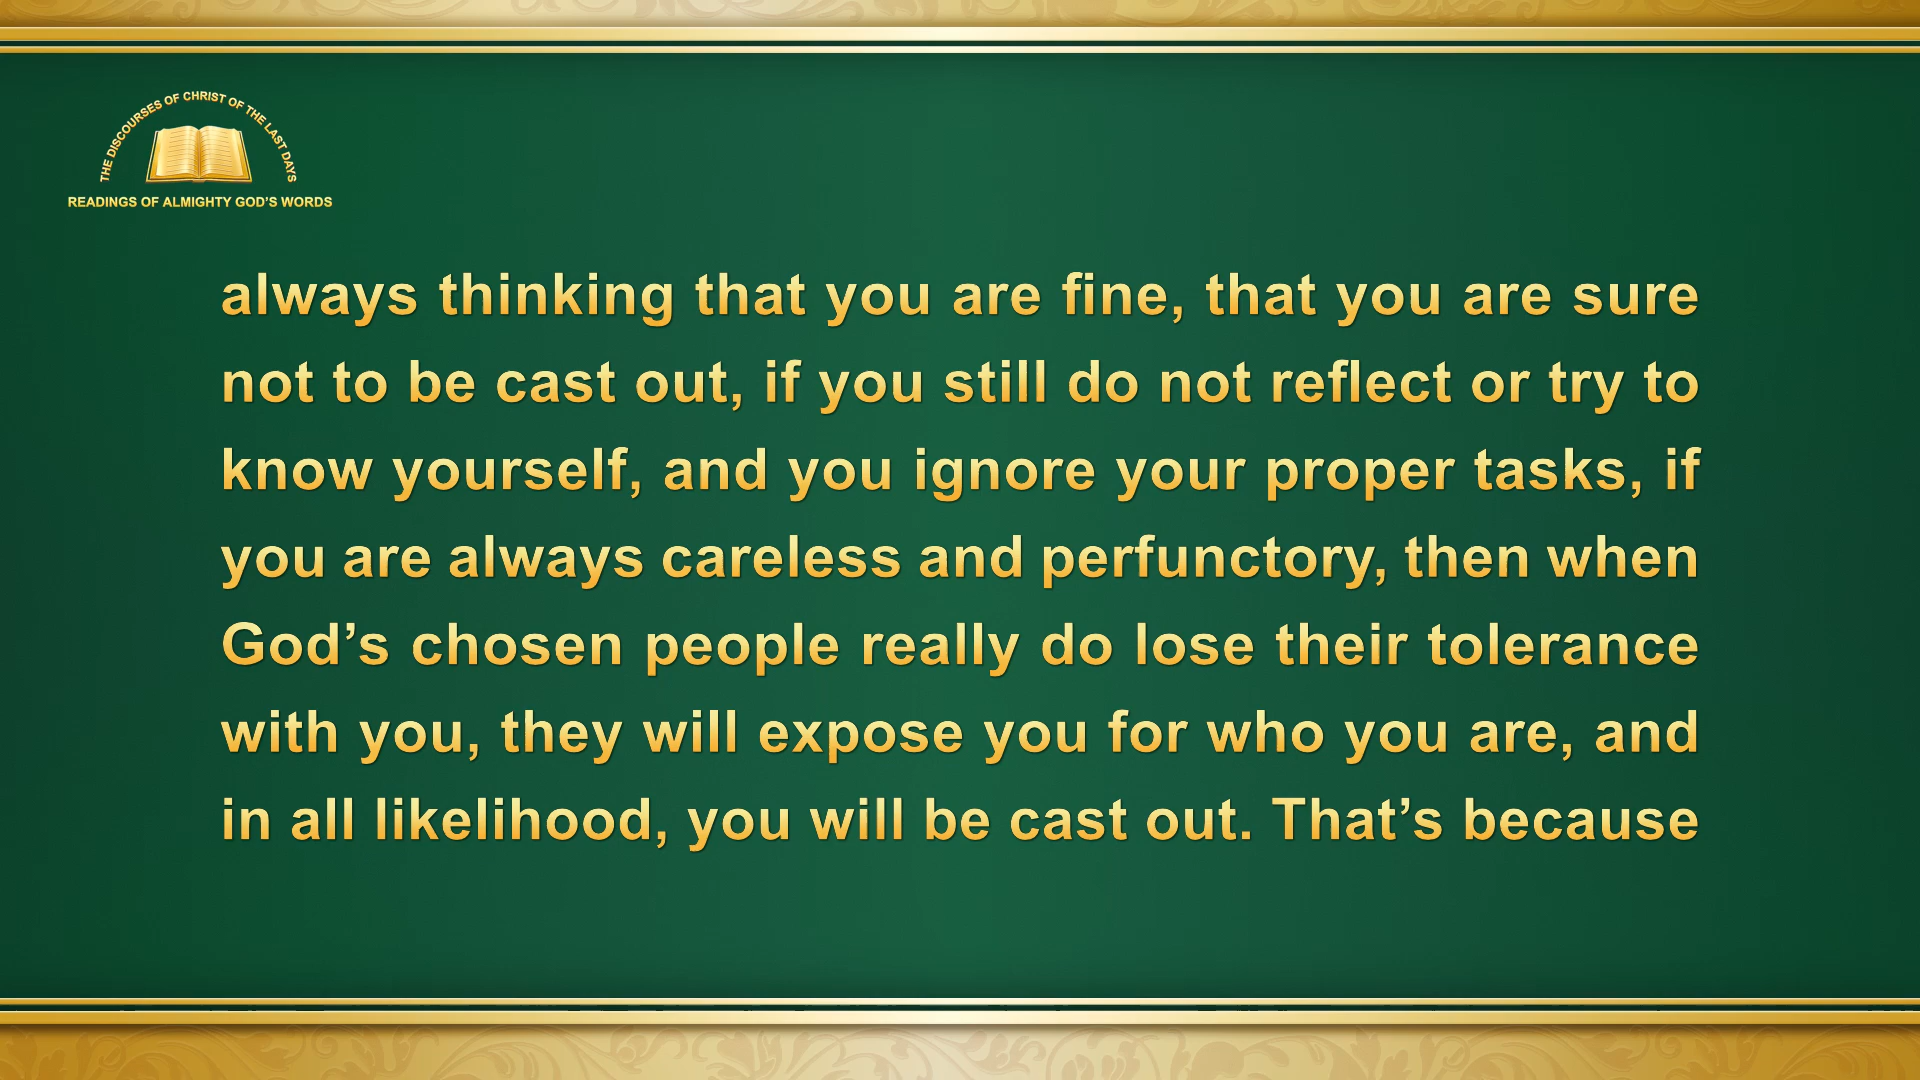 THE DISCOURSES OF CHRIST OF THE LAST DAYS
READINGS OF ALMIGHTY GOD’S WORDS
always thinking that you are fine, that you are sure
not to be cast out, if you still do not reflect or try to
know yourself, and you ignore your proper tasks, if
you are always careless and perfunctory, then when
God’s chosen people really do lose their tolerance
with you, they will expose you for who you are, and
in all likelihood, you will be cast out. That’s because